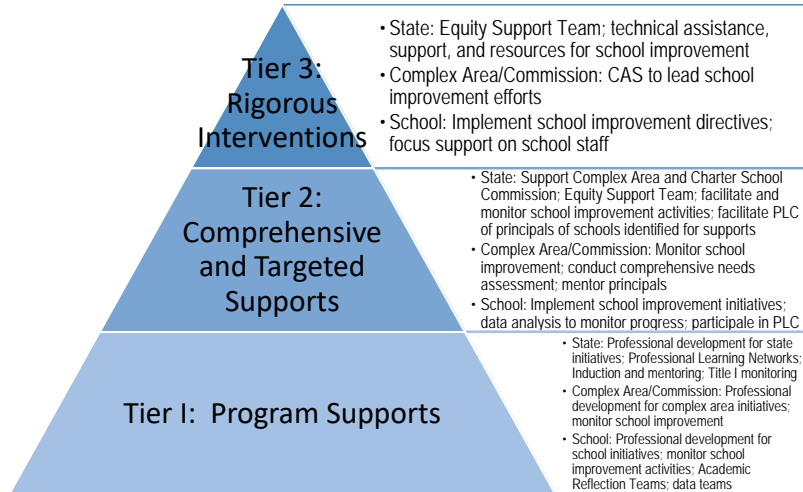 Tier 3:
Rigorous
Interventions
• State: Equity Support Team; technical assistance,
support, and resources for school improvement
• Complex Area/Commission: CAS to lead school
improvement efforts
• School: Implement school improvement directives;
focus support on school staff
Tier 2:
Comprehensive
and Targeted
Supports
• State: Support Complex Area and Charter School
Commission; Equity Support Team; facilitate and
monitor school improvement activities; facilitate PLC
of principals of schools identified for supports
• Complex Area/Commission: Monitor school
improvement; conduct comprehensive needs
assessment; mentor principals
• School: Implement school improvement initiatives;
data analysis to monitor progress; participale in PLC
Tier I: Program Supports
• State: Professional development for state
initiatives; Professional Learning Networks;
Induction and mentoring; Title I monitoring
• Complex Area/Commission: Professional
development for complex area initiatives;
monitor school improvement
• School: Professional development for
school initiatives; monitor school
improvement activities; Academic
Reflection Teams; data teams